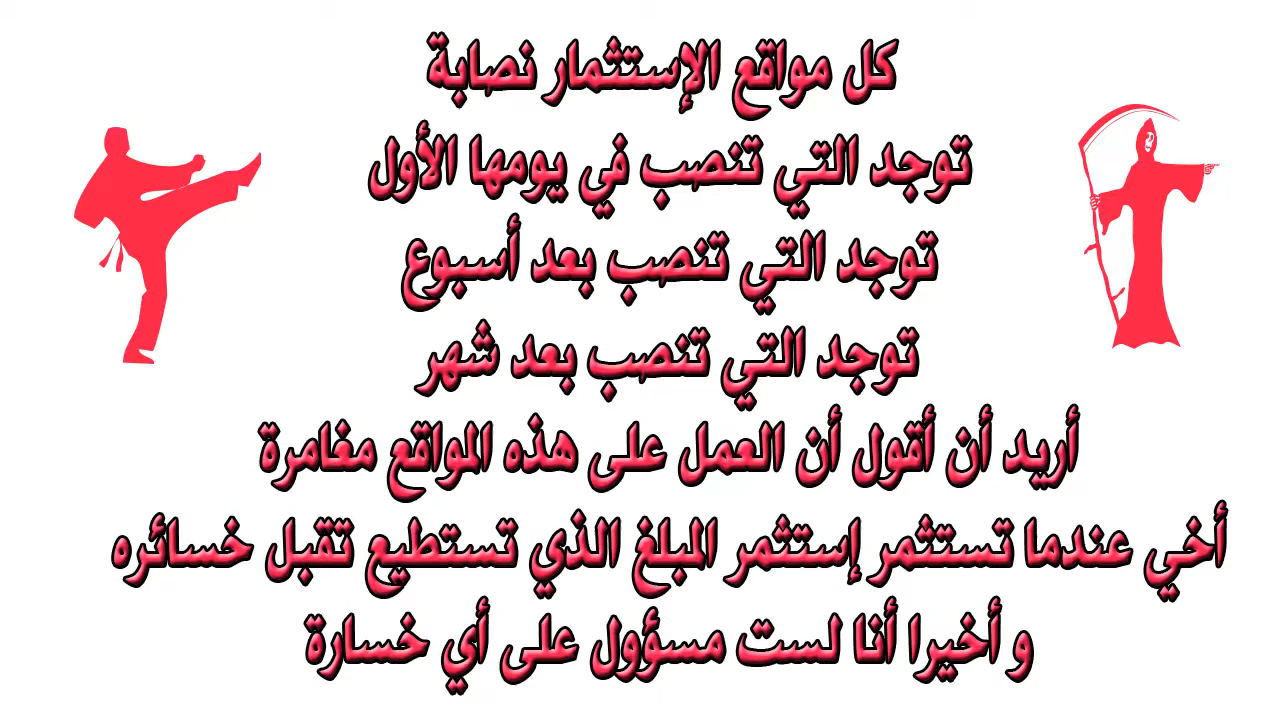 كل مواقع الإستثمار نصابة
توجد التي تنصب في يومها الأول
توجد التي تنصب بعد أسبوع
توجد التي تنصب بعد شهر
أريد أن أقول أن العمل على هذه المواقع مغامرة
أخي عندما تستثمر إستثمر المبلغ الذي تستطيع تقبل خسائره
و أخيرا أنا لست مسؤول على أي خسارة